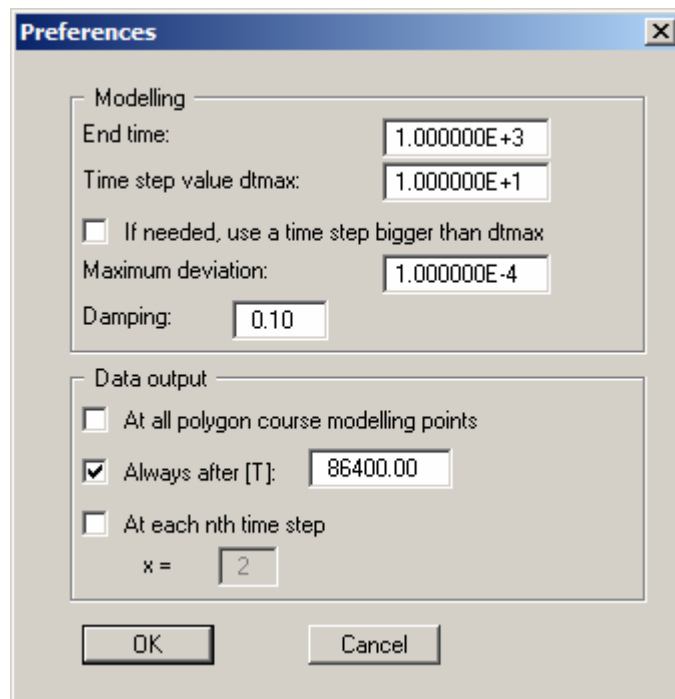 Preferences
Modelling
End time: 1.000000E+3
Time step value dtmax: 1.000000E+1
If needed, use a time step bigger than dtmax
Maximum deviation: 1.000000E-4
Damping: 0.10
Data output
At all polygon course modelling points
Always after [T]: 86400.00
At each nth time step
x = 2
OK Cancel